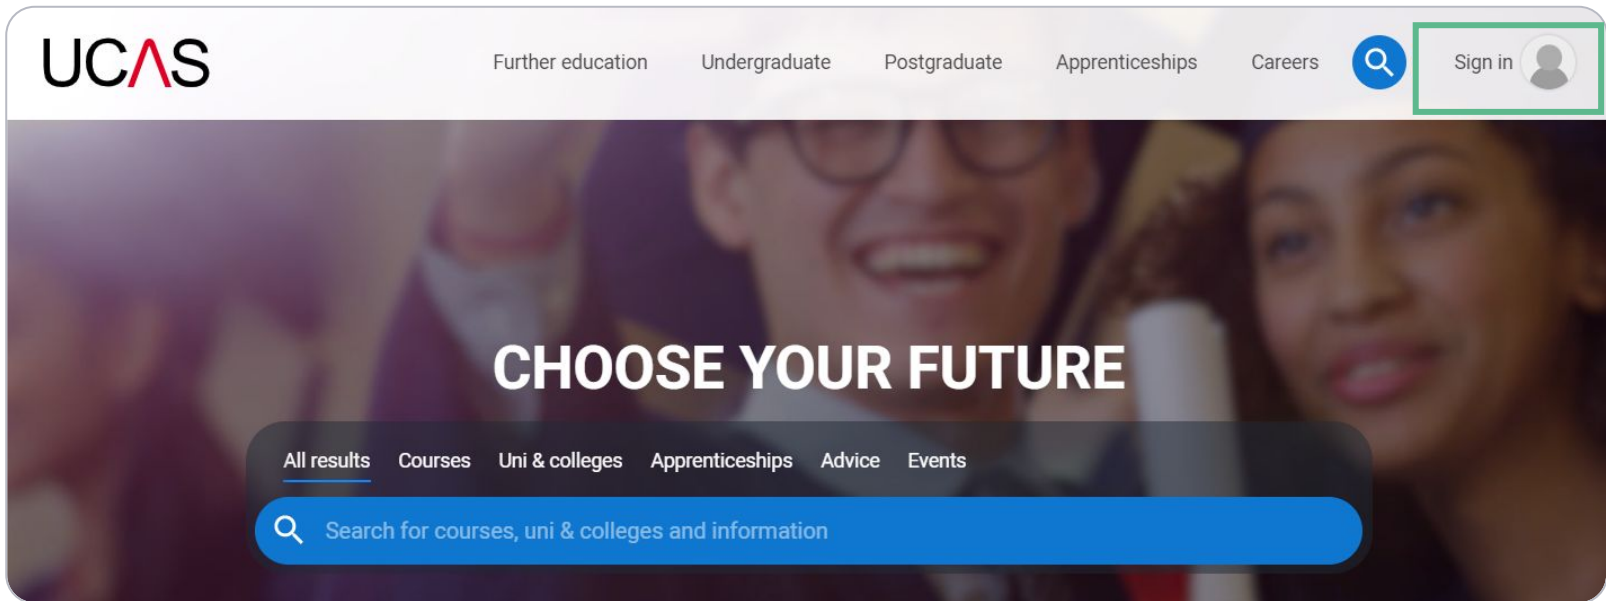 UCAS
Further education Undergraduate Postgraduate Apprenticeships Careers Sign in
CHOOSE YOUR FUTURE
All results Courses Uni & colleges Apprenticeships Advice Events
Search for courses, uni & colleges and information